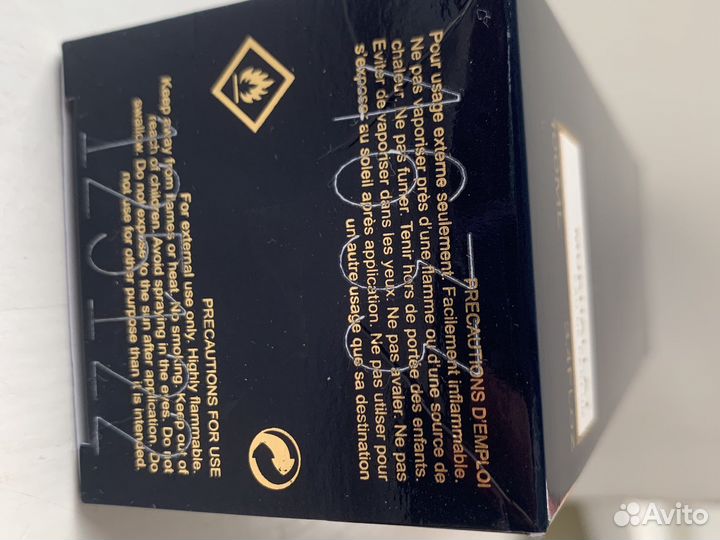 PRECAUTIONS D'EMPLOI
Pour usage externe seulement. Facilement inflammable.
Ne pas vaporiser près d'une flamme ou d'une source de
chaleur. Ne pas fumer. Tenir hors de portée des enfants.
Eviter de vaporiser dans les yeux. Ne pas avaler. Ne pas
s'exposer au soleil après application. Ne pas utilser pour
un autre usage que sa destination
PRECAUTIONS FOR USE
For external use only. Highly flammable.
Keep away from flames or heat. No smoking. Keep out of
reach of children. Avoid spraying in the eyes. Do not
swallow. Do not expose to the sun after application. Do
not use for other purpose than it is intended.
Avito